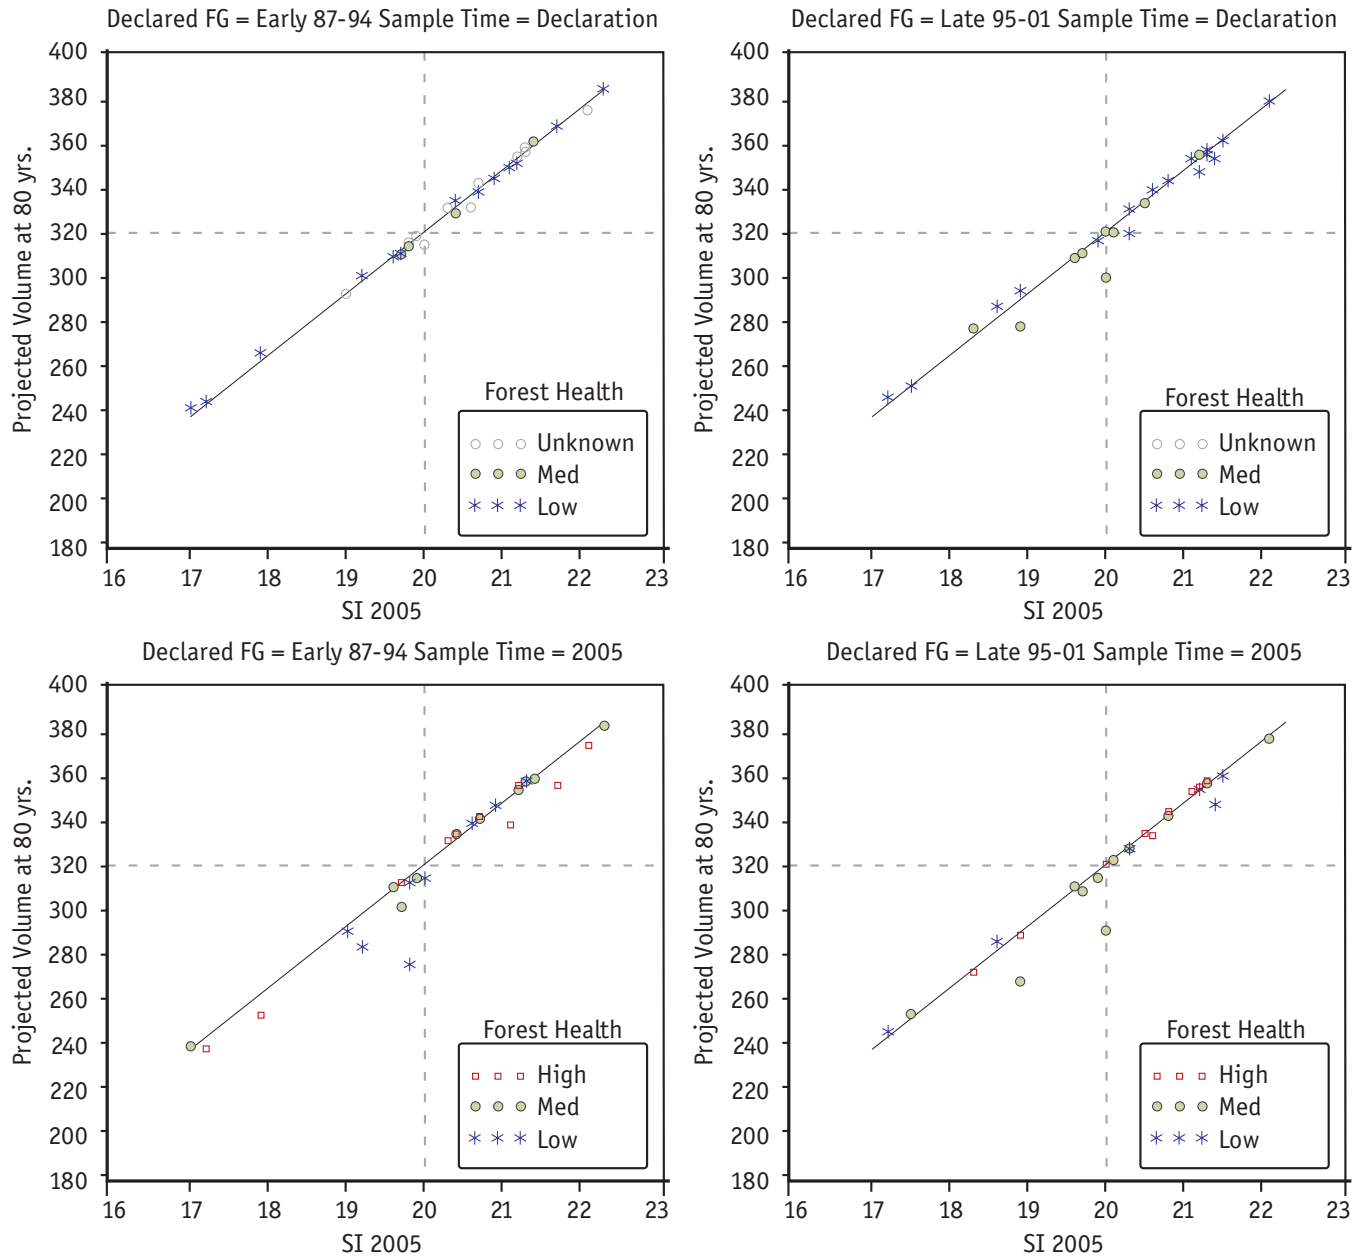 Declared FG = Early 87-94 Sample Time = Declaration
Projected Volume at 80 yrs.
400
380
360
340
320
300
280
260
240
220
200
180
Forest Health
Unknown
Med
Low
16 17 18 19 20 21 22 23
SI 2005
Declared FG = Late 95-01 Sample Time = Declaration
Projected Volume at 80 yrs.
400
380
360
340
320
300
280
260
240
220
200
180
Forest Health
Unknown
Med
Low
16 17 18 19 20 21 22 23
SI 2005
Declared FG = Early 87-94 Sample Time = 2005
Projected Volume at 80 yrs.
400
380
360
340
320
300
280
260
240
220
200
180
Forest Health
High
Med
Low
16 17 18 19 20 21 22 23
SI 2005
Declared FG = Late 95-01 Sample Time = 2005
Projected Volume at 80 yrs.
400
380
360
340
320
300
280
260
240
220
200
180
Forest Health
High
Med
Low
16 17 18 19 20 21 22 23
SI 2005